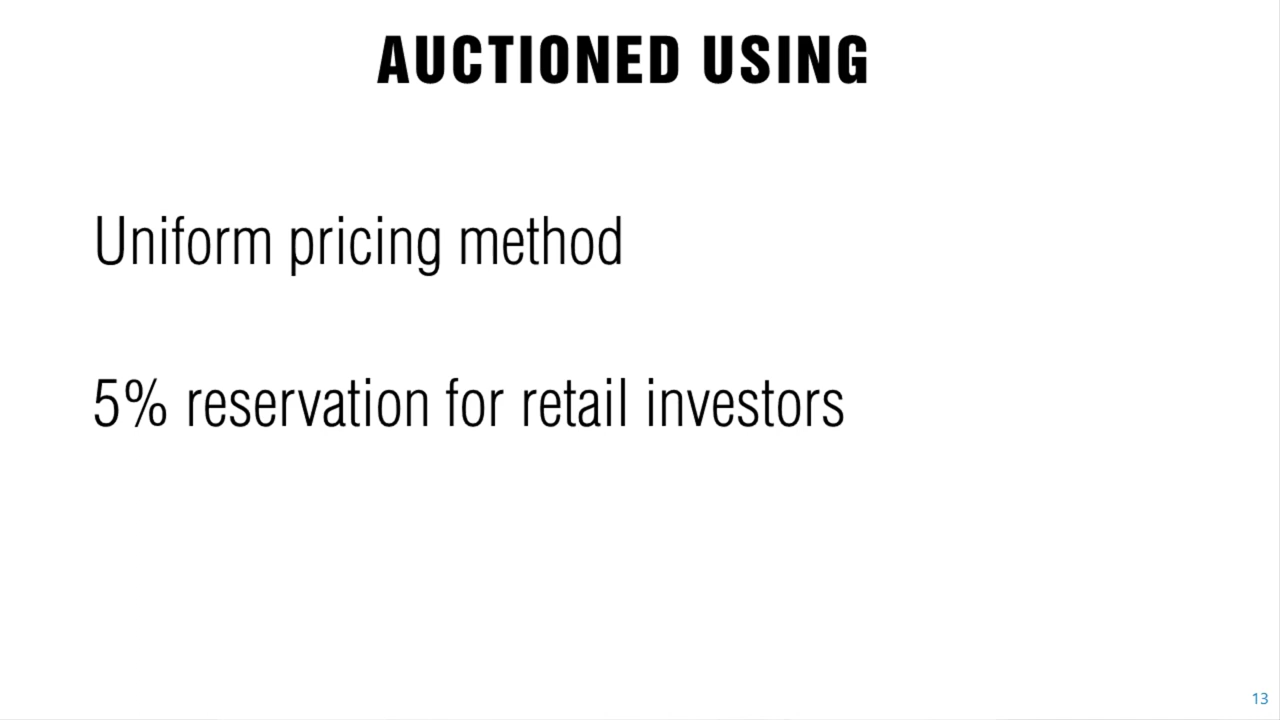 AUCTIONED USING
Uniform pricing method
5% reservation for retail investors
13